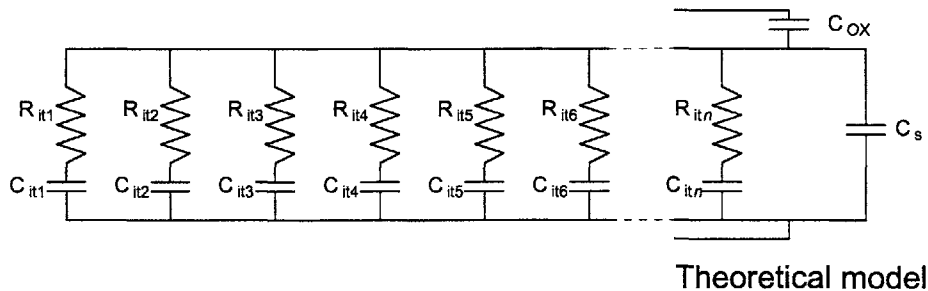 C OX
R it1 R it2 R it3 R it4 R it5 R it6 R itn
C s
C it1 C it2 C it3 C it4 C it5 C it6 C itn
Theoretical model